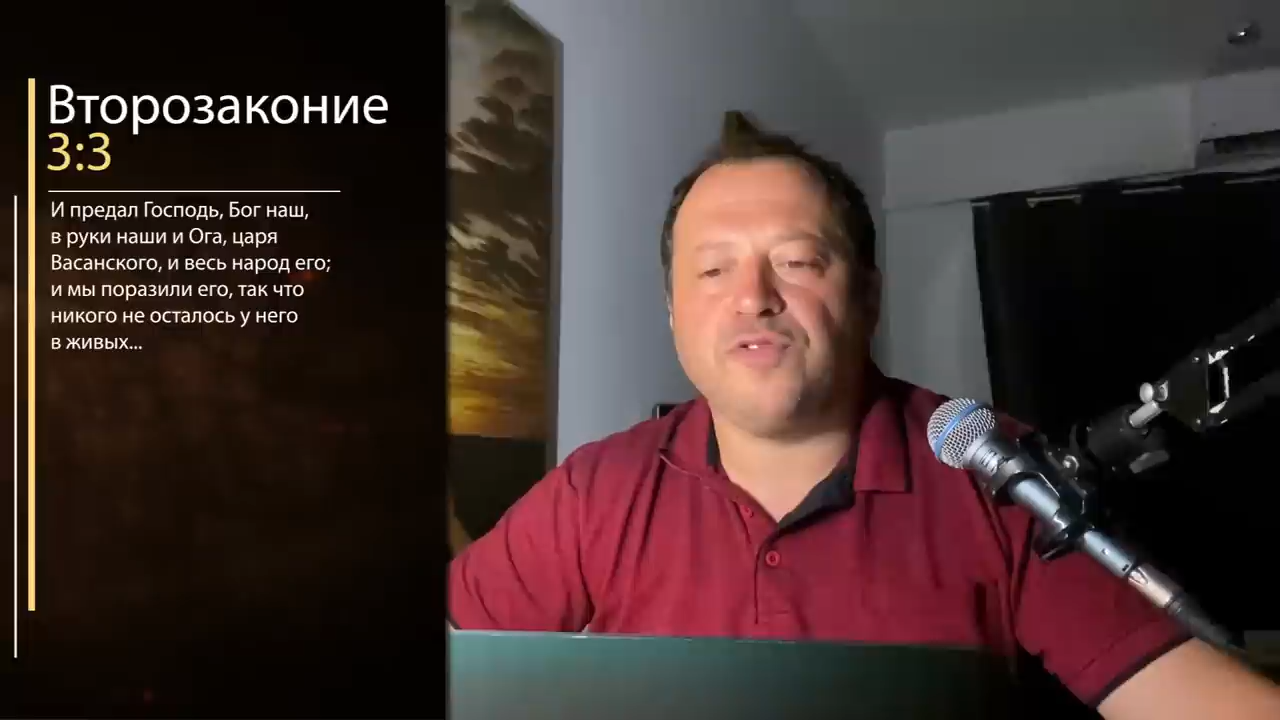 Второзаконие
3:3
И предал Господь, Бог наш,
в руки наши и Ога, царя
Васанского, и весь народ его;
и мы поразили его, так что
никого не осталось у него
в живых...